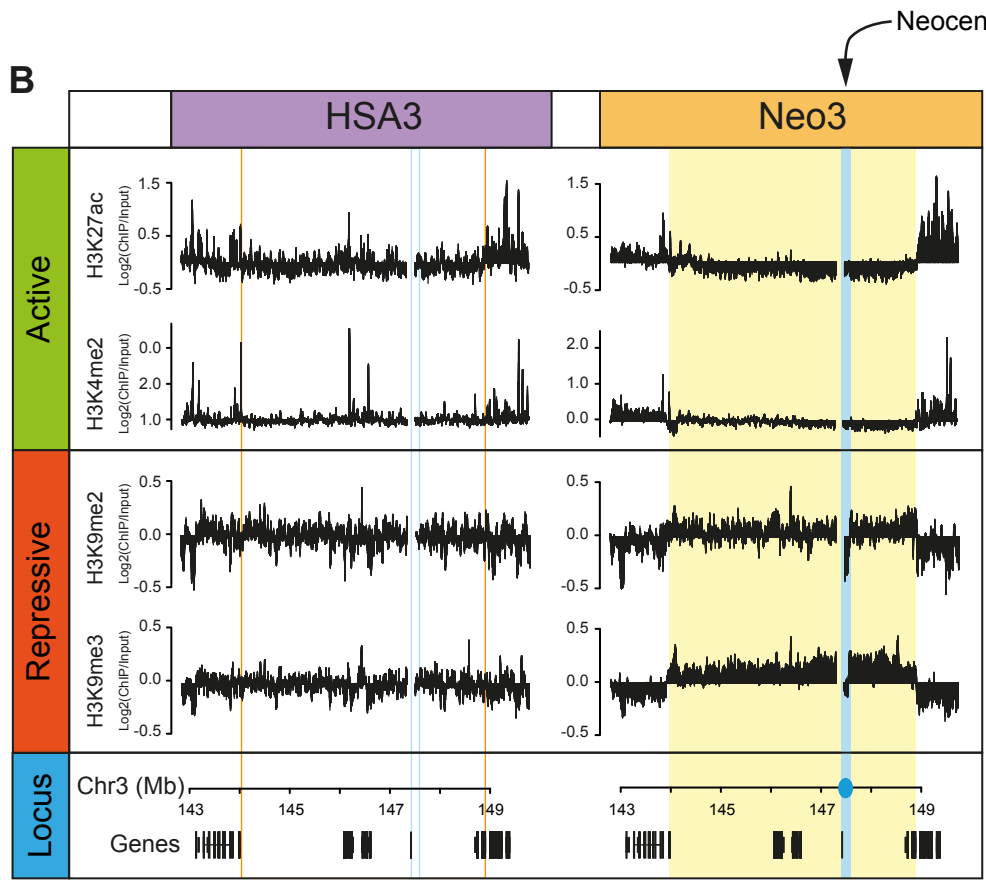 Neocen
B
HSA3
Neo3
Active
H3K27ac
Log2(ChIP/Input)
1.5
0.5
-0.5
1.5
0.5
-0.5
H3K4me2
Log2(ChIP/Input)
0.0
2.0
1.0
2.0
1.0
0.0
Repressive
H3K9me2
Log2(ChIP/Input)
0.5
0.0
-0.5
0.5
0.0
-0.5
H3K9me3
Log2(ChIP/Input)
0.5
0.0
-0.5
0.5
0.0
-0.5
Locus
Chr3 (Mb)
143 145 147 149
143 145 147 149
Genes